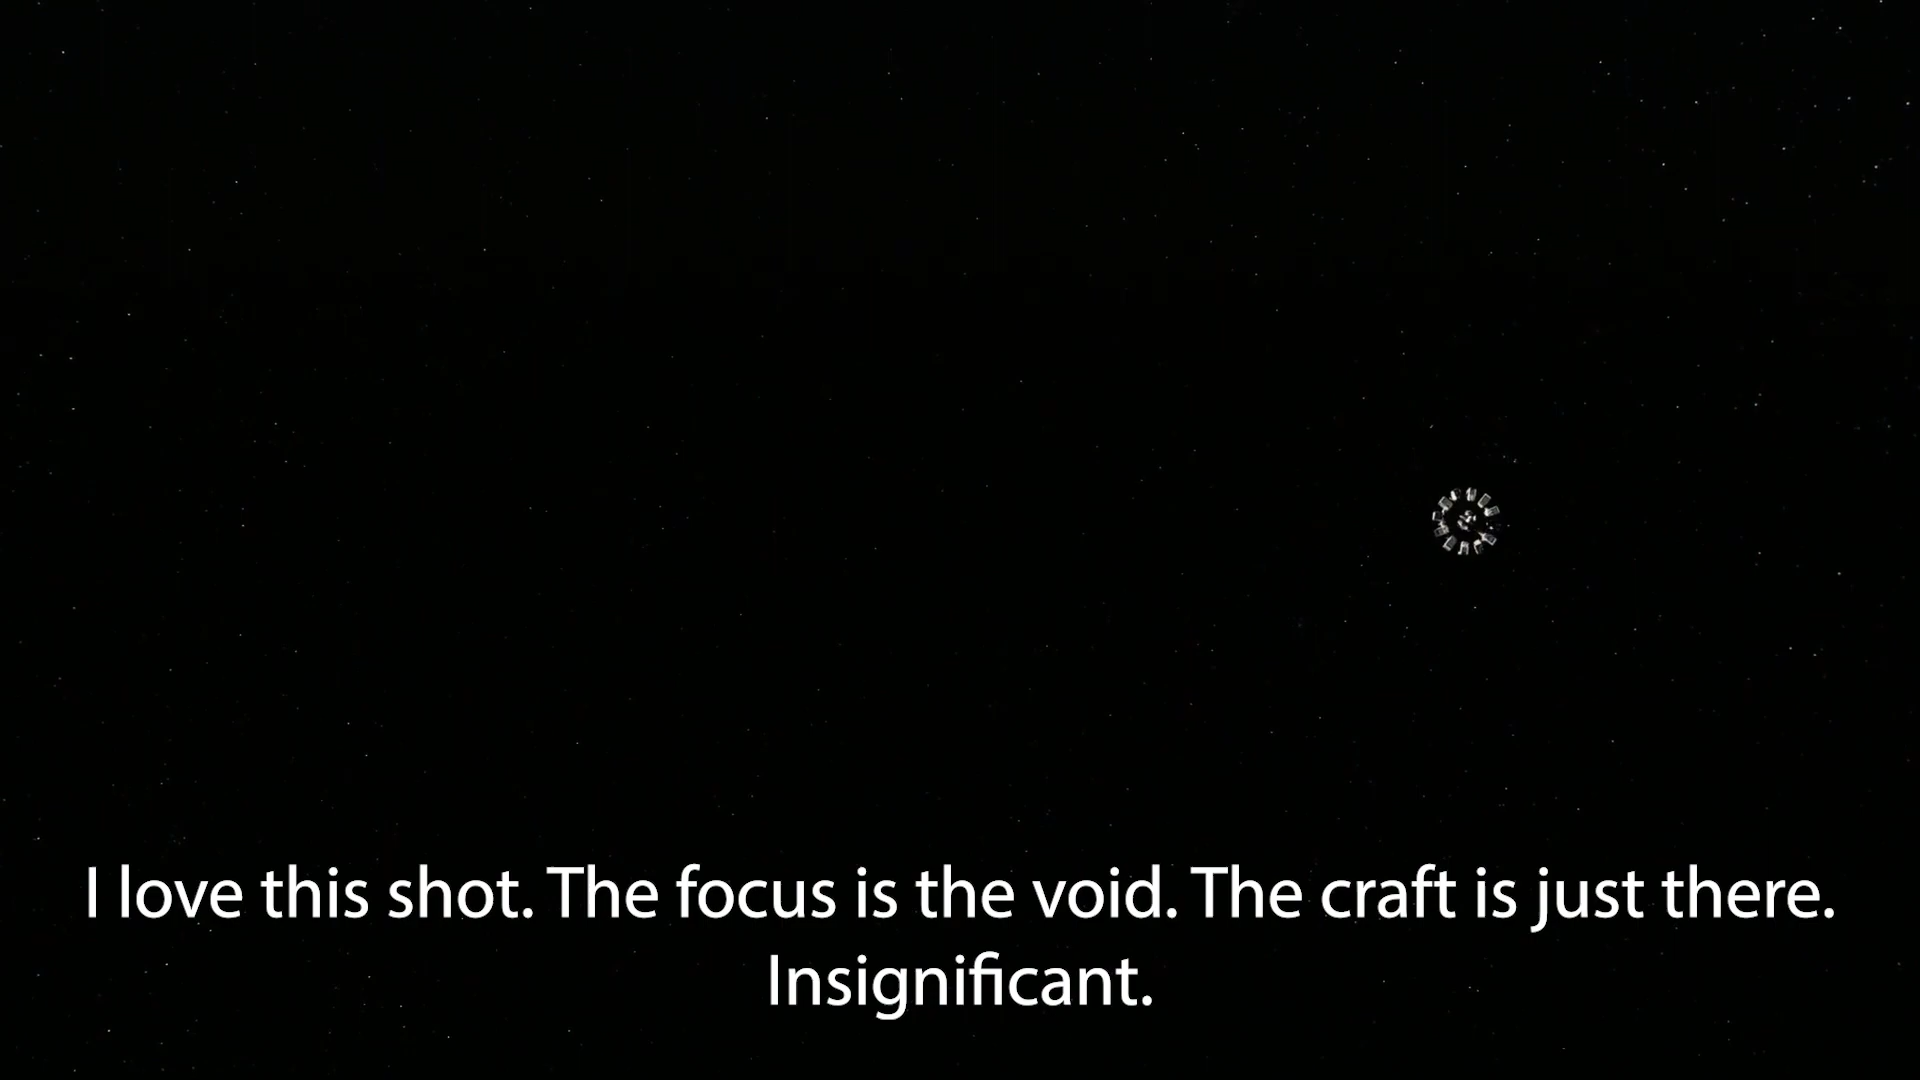 I love this shot. The focus is the void. The craft is just there.
Insignificant.